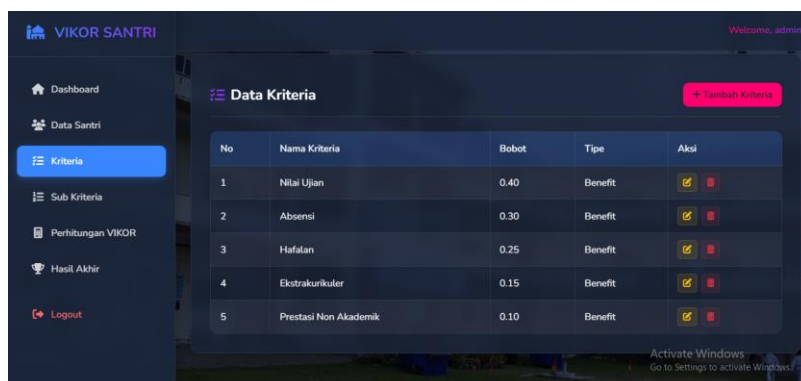 VIKOR SANTRI
Welcome, admin
Dashboard
Data Santri
Kriteria
Sub Kriteria
Perhitungan VIKOR
Hasil Akhir
Logout
Data Kriteria
+ Tambah Kriteria
No Nama Kriteria Bobot Tipe Aksi
1 Nilai Ujian 0.40 Benefit
2 Absensi 0.30 Benefit
3 Hafalan 0.25 Benefit
4 Ekstrakurikuler 0.15 Benefit
5 Prestasi Non Akademik 0.10 Benefit
Activate Windows
Go to Settings to activate Windows.